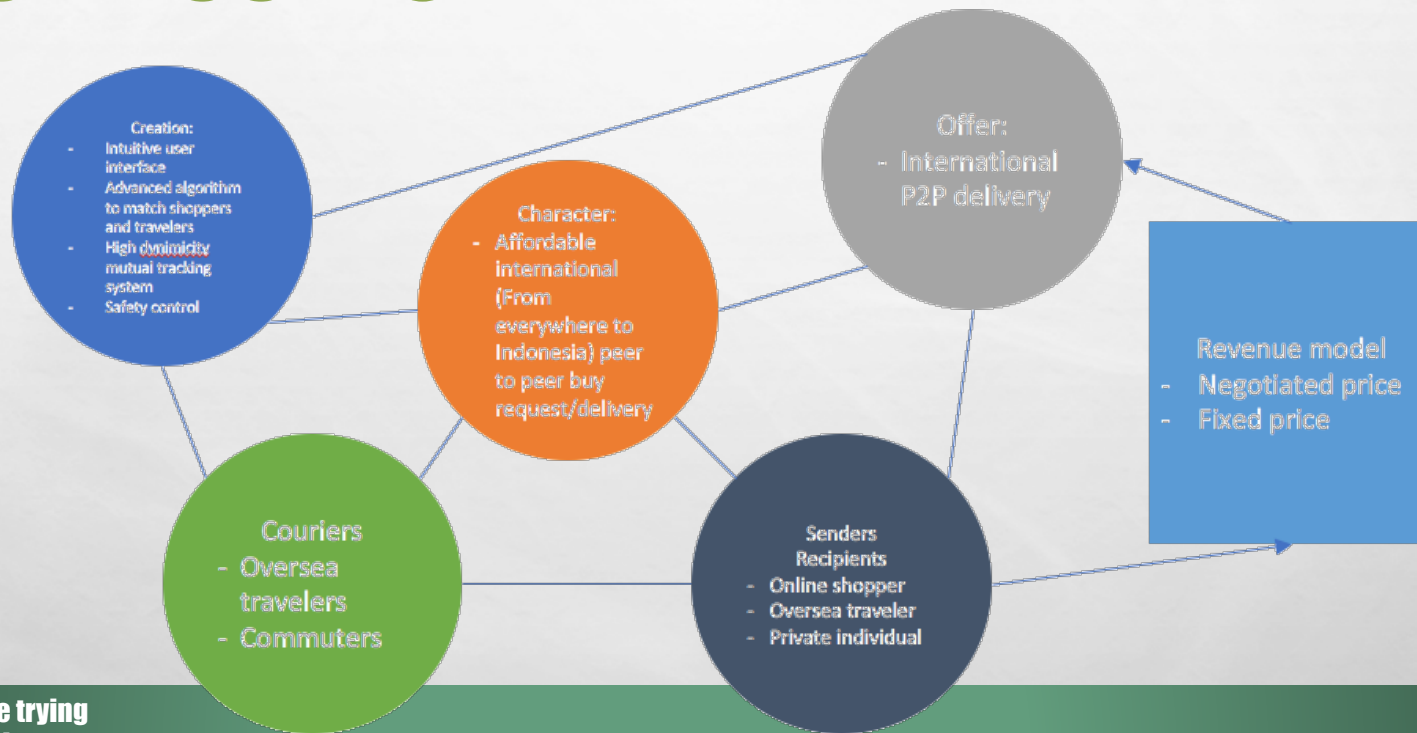 Creation:
- Intuitive user
interface
- Advanced algorithm
to match shoppers
and travelers
- High dynimicity
mutual tracking
system
- Safety control
Character:
- Affordable
international
(From
everywhere to
Indonesia) peer
to peer buy
request/delivery
Offer:
- International
P2P delivery
Revenue model
- Negotiated price
- Fixed price
Couriers
- Oversea
travelers
- Commuters
Senders
Recipients
- Online shopper
- Oversea traveler
- Private individual
e trying